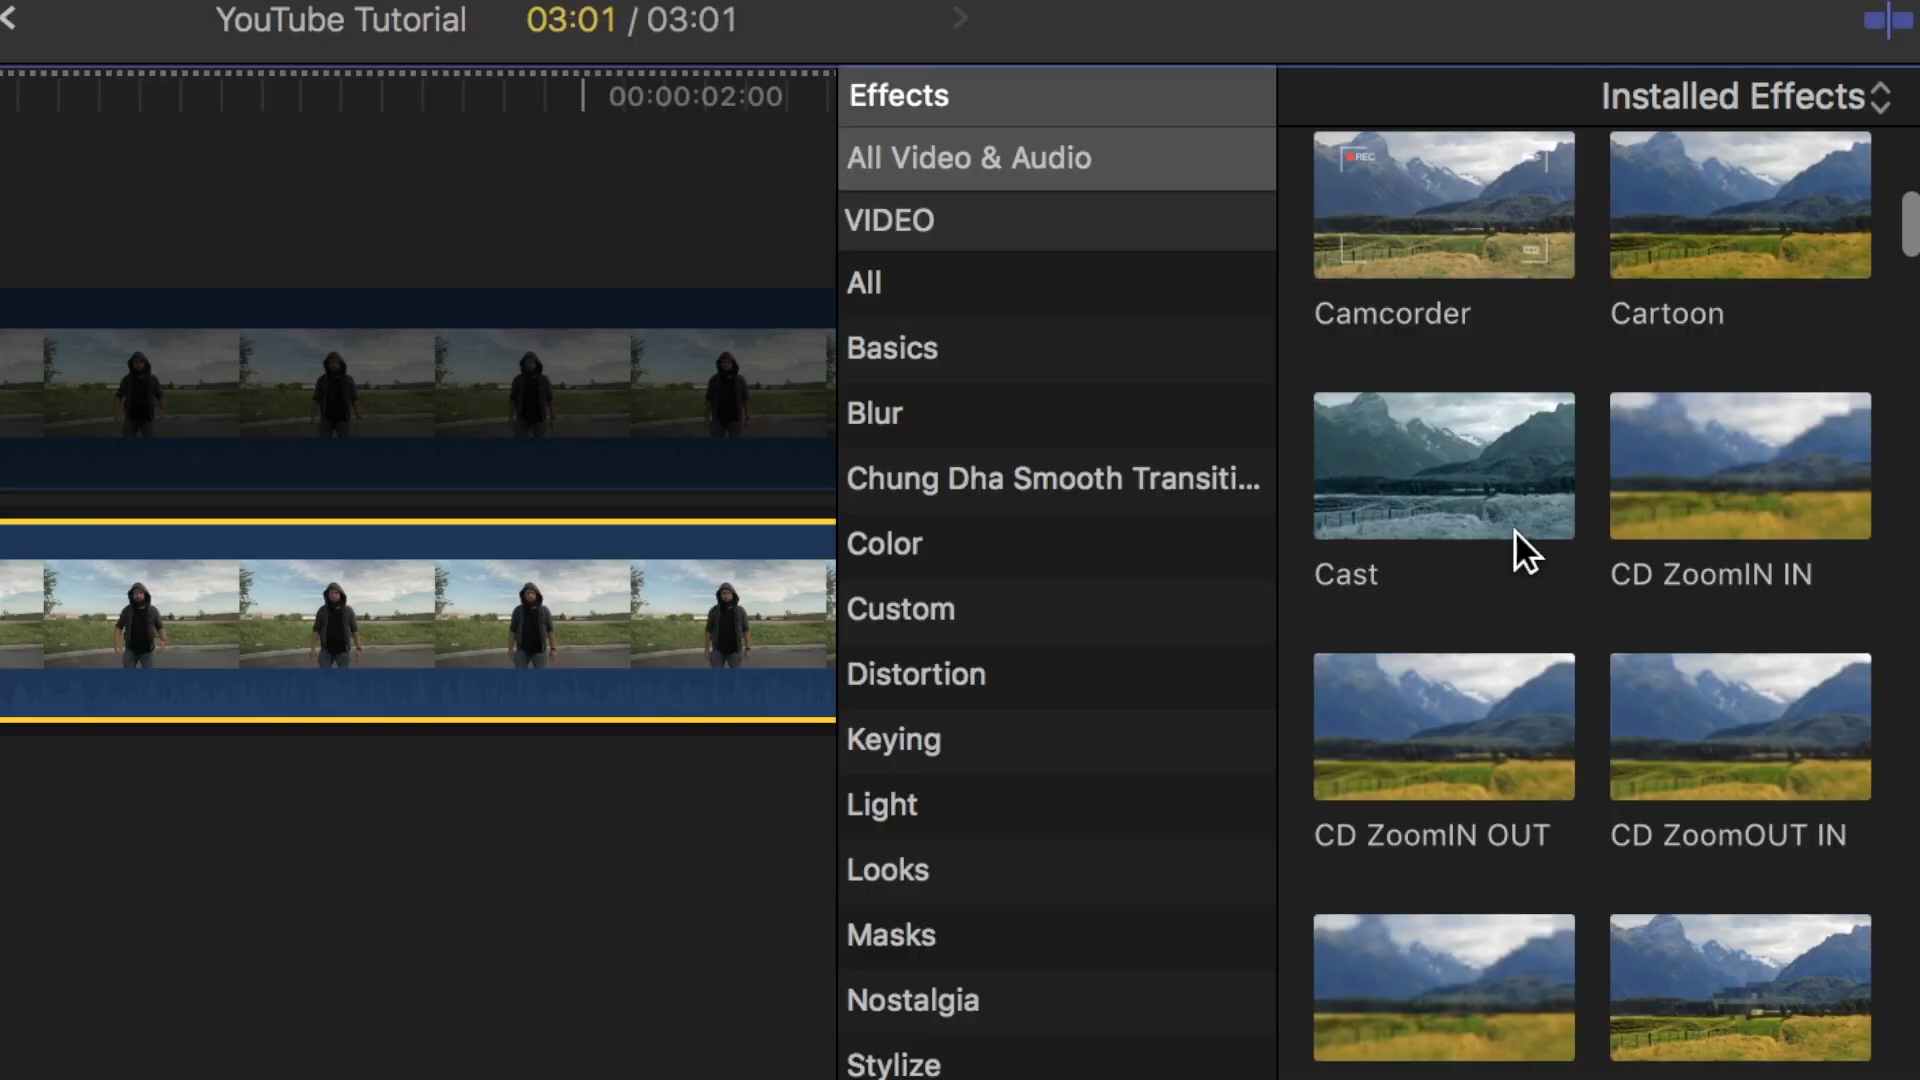 YouTube Tutorial 03:01 / 03:01
00:00:02:00
Effects
All Video & Audio
VIDEO
All
Basics
Blur
Chung Dha Smooth Transiti...
Color
Custom
Distortion
Keying
Light
Looks
Masks
Nostalgia
Stylize
Installed Effects
REC
Camcorder
Cartoon
Cast
CD ZoomIN IN
CD ZoomIN OUT
CD ZoomOUT IN